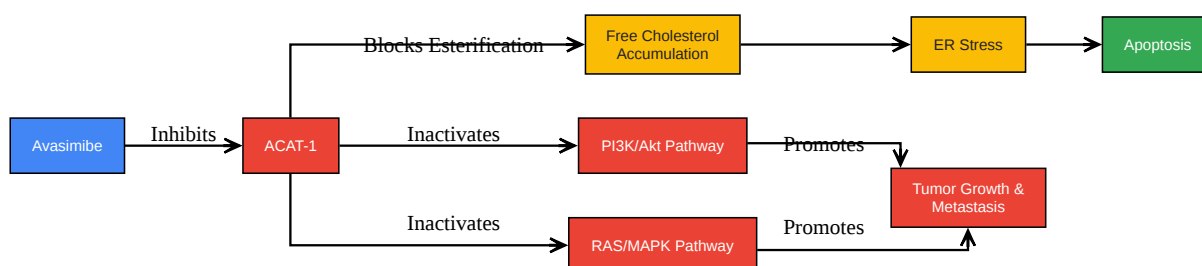 Blocks Esterification
Free Cholesterol
Accumulation
ER Stress
Apoptosis
Avasimibe
Inhibits
ACAT-1
Inactivates
PI3K/Akt Pathway
Promotes
Tumor Growth &
Metastasis
Inactivates
RAS/MAPK Pathway
Promotes